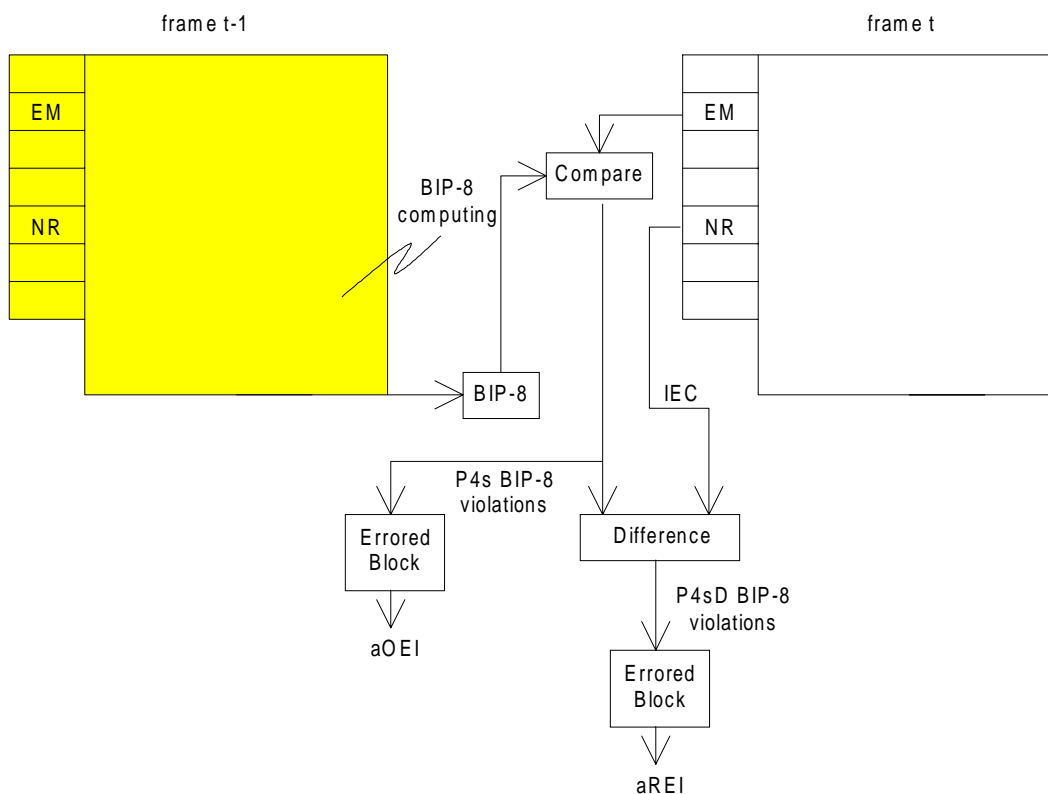 frame t-1
frame t
EM
EM
Compare
BIP-8
computing
NR
NR
BIP-8
IEC
P4s BIP-8
violations
Errored
Block
Difference
P4sD BIP-8
violations
aOEI
Errored
Block
aREI